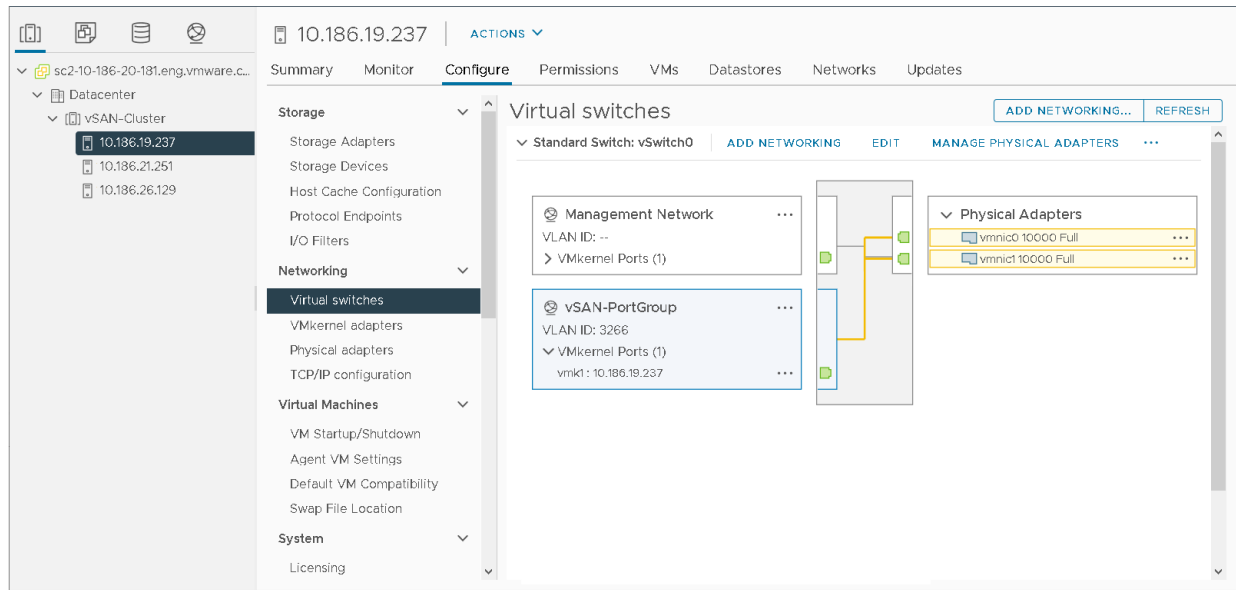 10.186.19.237
ACTIONS
sc2-10-186-20-181.eng.vmware.c...
Datacenter
vSAN-Cluster
10.186.19.237
10.186.21.251
10.186.26.129
Summary Monitor Configure Permissions VMs Datastores Networks Updates
Storage
Storage Adapters
Storage Devices
Host Cache Configuration
Protocol Endpoints
I/O Filters
Networking
Virtual switches
VMkernel adapters
Physical adapters
TCP/IP configuration
Virtual Machines
VM Startup/Shutdown
Agent VM Settings
Default VM Compatibility
Swap File Location
System
Licensing
Virtual switches
ADD NETWORKING... REFRESH
Standard Switch: vSwitch0 ADD NETWORKING EDIT MANAGE PHYSICAL ADAPTERS ...
Management Network ...
VLAN ID: --
VMkernel Ports (1)
vSAN-PortGroup ...
VLAN ID: 3266
VMkernel Ports (1)
vmk1 : 10.186.19.237 ...
Physical Adapters
vmnic0 10000 Full ...
vmnic1 10000 Full ...